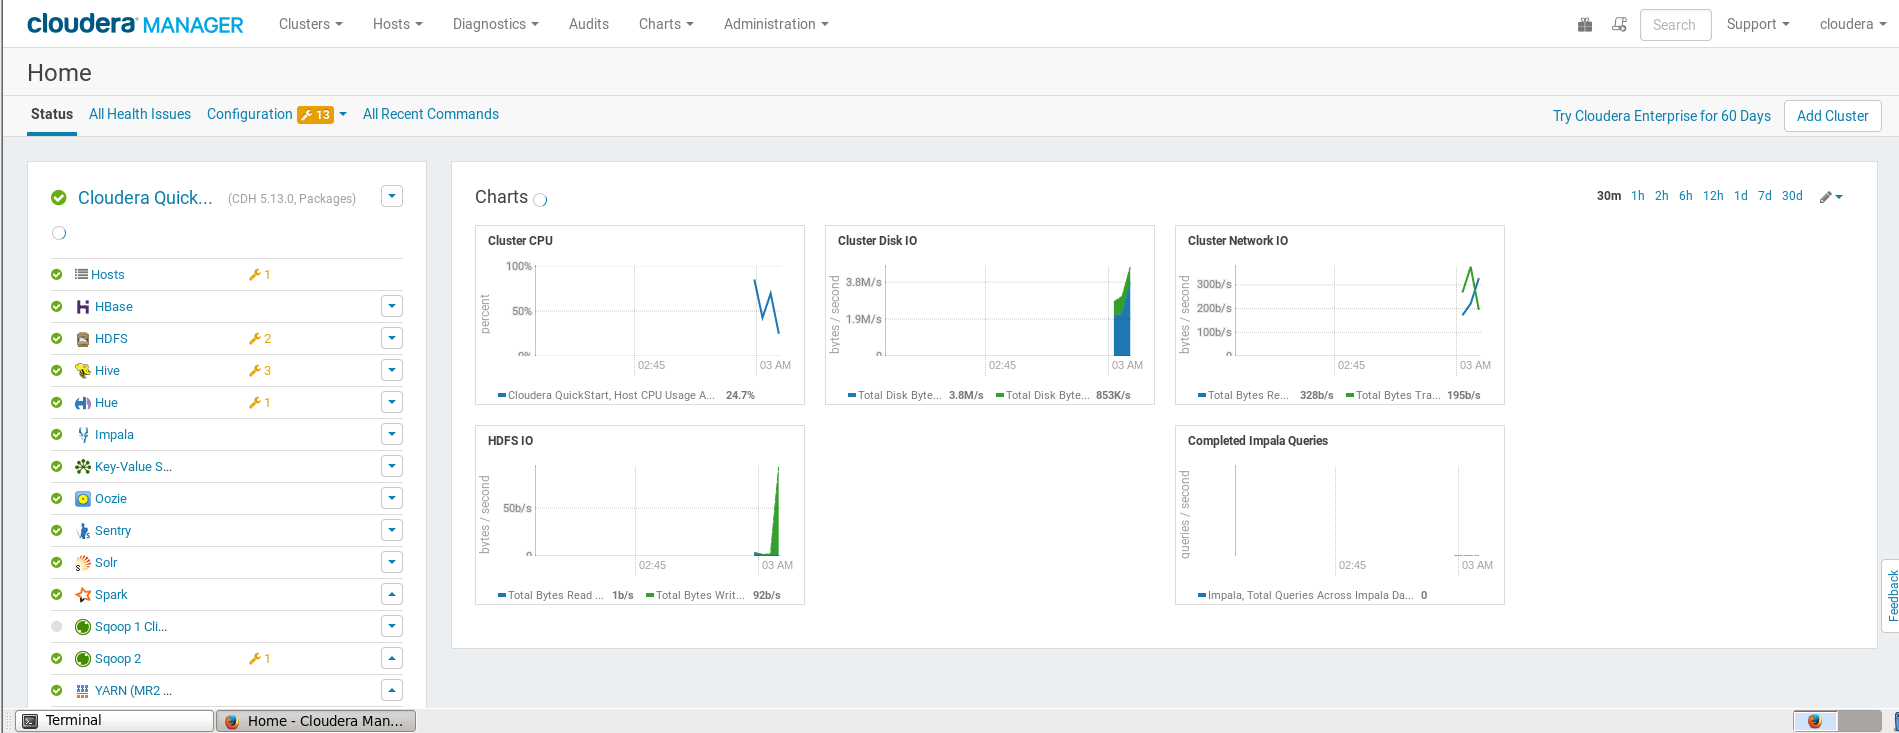 cloudera MANAGER Clusters Hosts Diagnostics Audits Charts Administration Search Support cloudera
Home
Status All Health Issues Configuration 13 All Recent Commands Try Cloudera Enterprise for 60 Days Add Cluster
Cloudera Quick... (CDH 5.13.0, Packages)
Hosts 1
HBase
HDFS 2
Hive 3
Hue 1
Impala
Key-Value S...
Oozie
Sentry
Solr
Spark
Sqoop 1 Cli...
Sqoop 2 1
YARN (MR2 ...
Charts 30m 1h 2h 6h 12h 1d 7d 30d
Cluster CPU
percent
100%
50%
0%
02:45 03 AM
Cloudera QuickStart, Host CPU Usage A... 24.7%
Cluster Disk IO
bytes / second
3.8M/s
1.9M/s
0
02:45 03 AM
Total Disk Byte... 3.8M/s Total Disk Byte... 853K/s
Cluster Network IO
bytes / second
300b/s
200b/s
100b/s
0
02:45 03 AM
Total Bytes Re... 328b/s Total Bytes Tra... 195b/s
HDFS IO
bytes / second
50b/s
0
02:45 03 AM
Total Bytes Read ... 1b/s Total Bytes Writ... 92b/s
Completed Impala Queries
queries / second
02:45 03 AM
Impala, Total Queries Across Impala Da... 0
Feedback
Terminal Home - Cloudera Man...